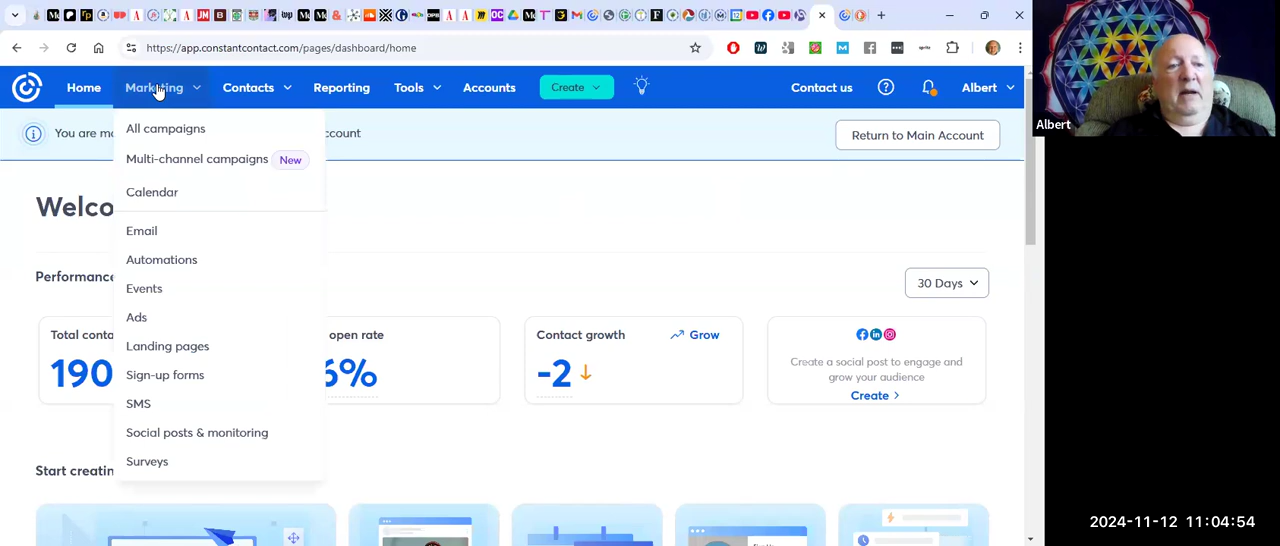 https://app.constantcontact.com/pages/dashboard/home
Home
Marketing
Contacts
Reporting
Tools
Accounts
Create
Contact us
Albert
You are
ccount
Return to Main Account
All campaigns
Multi-channel campaigns New
Calendar
Email
Automations
Events
Ads
Landing pages
Sign-up forms
SMS
Social posts & monitoring
Surveys
Welco
Performance
30 Days
Total conta
190
open rate
6%
Contact growth
Grow
-2
Create a social post to engage and
grow your audience
Create
Start creatin
Albert
2024-11-12 11:04:54